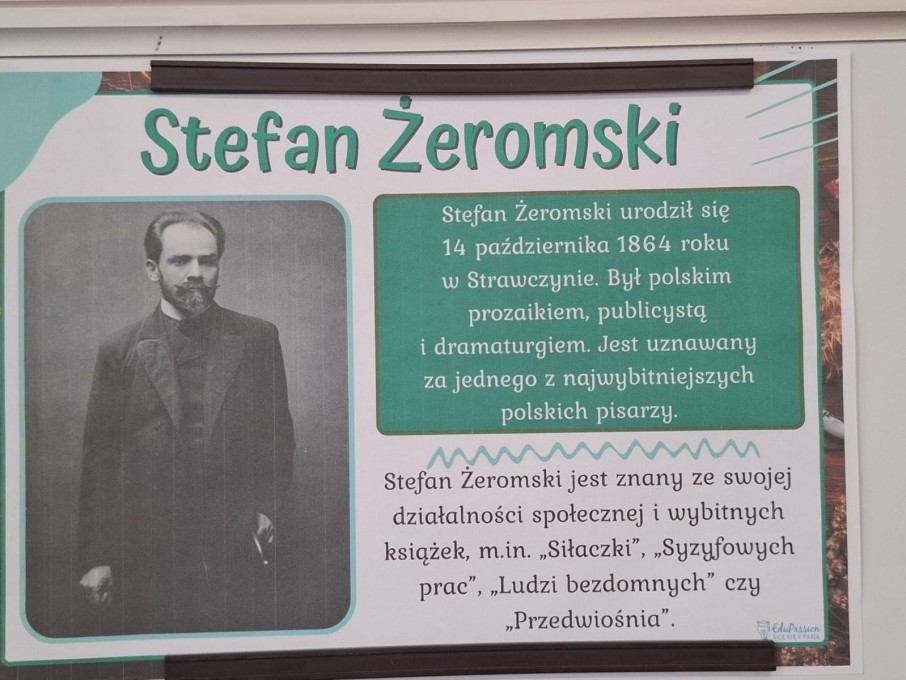 Stefan Żeromski
Stefan Żeromski urodził się
14 października 1864 roku
w Strawczynie. Był polskim
prozaikiem, publicystą
i dramaturgiem. Jest uznawany
za jednego z najwybitniejszych
polskich pisarzy.
Stefan Żeromski jest znany ze swojej
działalności społecznej i wybitnych
książek, m.in. „Siłaczki”, „Syzyfowych
prac”, „Ludzi bezdomnych” czy
„Przedwiośnia”.
EduPassion